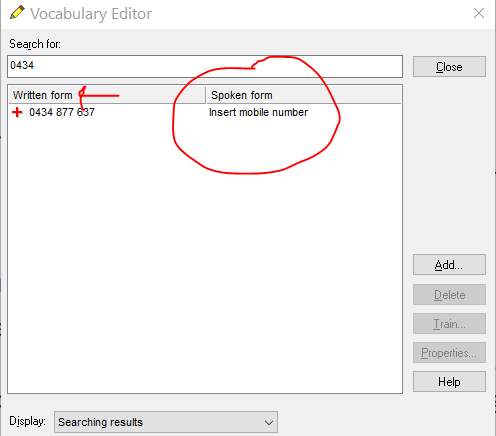 Vocabulary Editor
Search for:
0434
Close
Written form Spoken form
0434 877 637 Insert mobile number
Add...
Delete
Train...
Properties...
Help
Display: Searching results